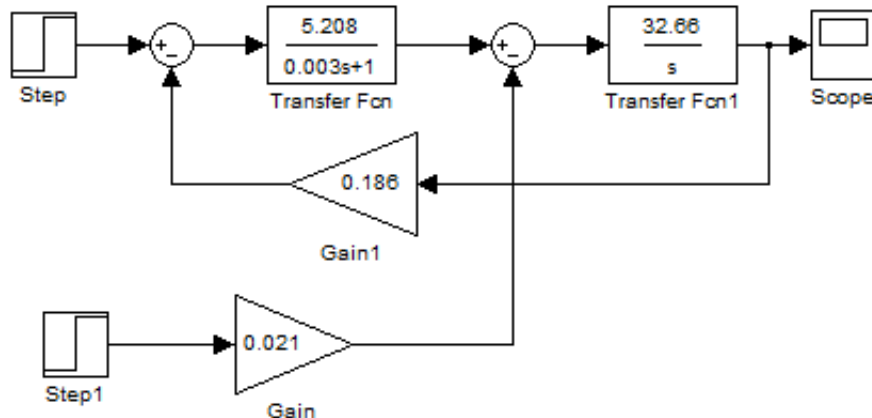 Step
+
−
5.208
0.003s+1
Transfer Fcn
+
−
32.66
s
Transfer Fcn1
Scope
0.186
Gain1
Step1
0.021
Gain